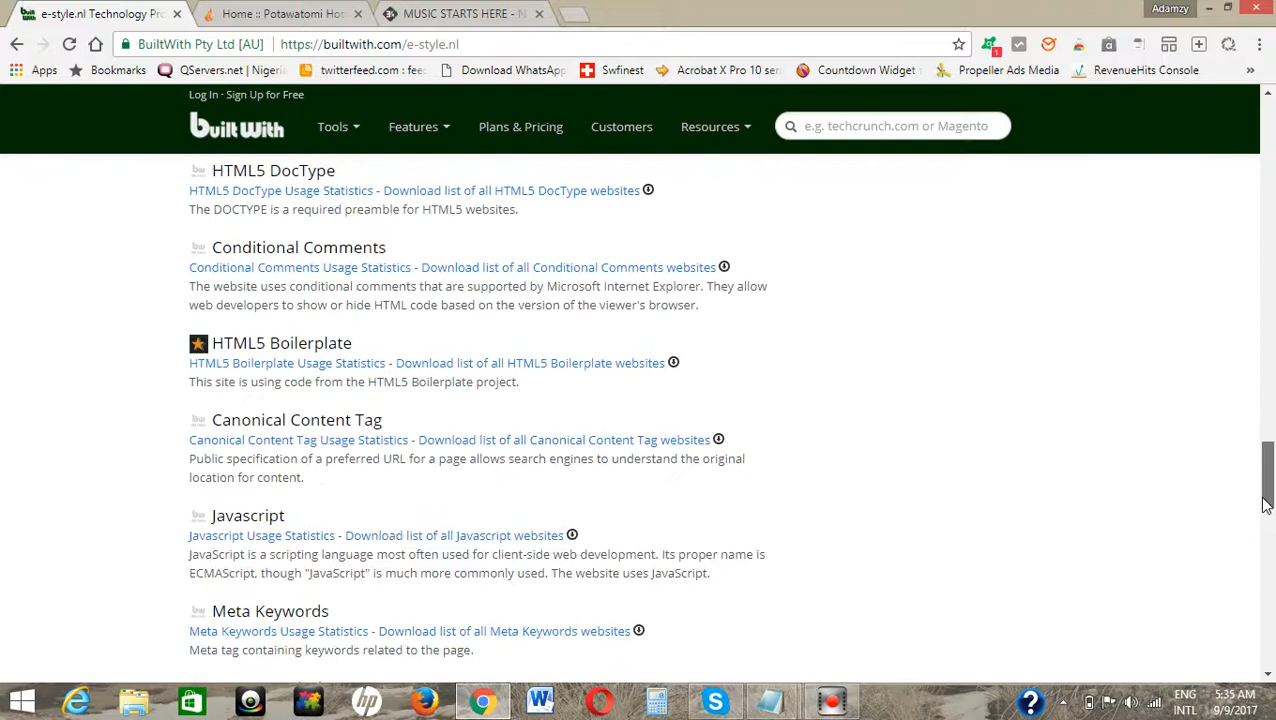 e-style.nl Technology Pro
Home :: Potawatomi Hot
MUSIC STARTS HERE - N
Adamzy
BuiltWith Pty Ltd [AU]
https://builtwith.com/e-style.nl
1
Apps
Bookmarks
QServers.net | Nigeria
twitterfeed.com : feed
Download WhatsApp
Swfinest
Acrobat X Pro 10 seri
Countdown Widget
Propeller Ads Media
RevenueHits Console
»
Log In · Sign Up for Free
built with
Tools
Features
Plans & Pricing
Customers
Resources
e.g. techcrunch.com or Magento
HTML5 DocType
HTML5 DocType Usage Statistics - Download list of all HTML5 DocType websites
The DOCTYPE is a required preamble for HTML5 websites.
Conditional Comments
Conditional Comments Usage Statistics - Download list of all Conditional Comments websites
The website uses conditional comments that are supported by Microsoft Internet Explorer. They allow
web developers to show or hide HTML code based on the version of the viewer's browser.
HTML5 Boilerplate
HTML5 Boilerplate Usage Statistics - Download list of all HTML5 Boilerplate websites
This site is using code from the HTML5 Boilerplate project.
Canonical Content Tag
Canonical Content Tag Usage Statistics - Download list of all Canonical Content Tag websites
Public specification of a preferred URL for a page allows search engines to understand the original
location for content.
Javascript
Javascript Usage Statistics - Download list of all Javascript websites
JavaScript is a scripting language most often used for client-side web development. Its proper name is
ECMAScript, though "JavaScript" is much more commonly used. The website uses JavaScript.
Meta Keywords
Meta Keywords Usage Statistics - Download list of all Meta Keywords websites
Meta tag containing keywords related to the page.
ENG
INTL
5:35 AM
9/9/2017